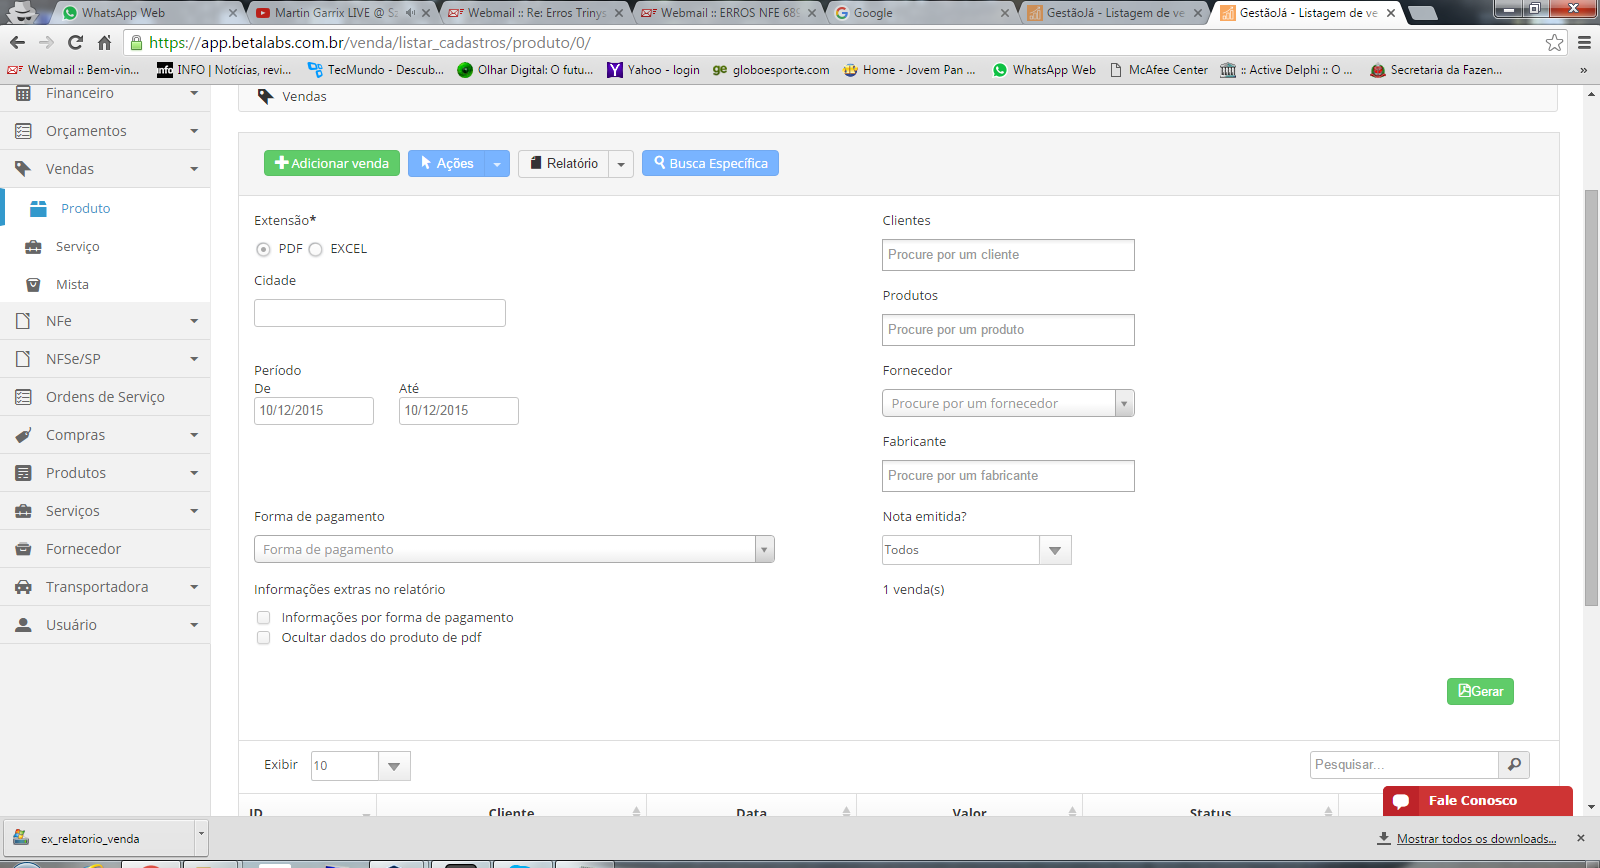 WhatsApp Web
Martin Garrix LIVE @ Sz
Webmail :: Re: Erros Trinys
Webmail :: ERROS NFE 689
Google
GestãoJá - Listagem de ve
GestãoJá - Listagem de ve
https://app.betalabs.com.br/venda/listar_cadastros/produto/0/
Webmail :: Bem-vin...
INFO | Notícias, revi...
TecMundo - Descub...
Olhar Digital: O futu...
Yahoo - login
globoesporte.com
Home - Jovem Pan ...
WhatsApp Web
McAfee Center
:: Active Delphi :: O ...
Secretaria da Fazen...
»
Financeiro
Orçamentos
Vendas
Produto
Serviço
Mista
NFe
NFSe/SP
Ordens de Serviço
Compras
Produtos
Serviços
Fornecedor
Transportadora
Usuário
Vendas
Adicionar venda
Ações
Relatório
Busca Específica
Extensão*
PDF
EXCEL
Cidade
Período
De
Até
10/12/2015
10/12/2015
Forma de pagamento
Forma de pagamento
Informações extras no relatório
Informações por forma de pagamento
Ocultar dados do produto de pdf
Clientes
Procure por um cliente
Produtos
Procure por um produto
Fornecedor
Procure por um fornecedor
Fabricante
Procure por um fabricante
Nota emitida?
Todos
1 venda(s)
Gerar
Exibir
10
Pesquisar...
ID
Cliente
Data
Valor
Status
Fale Conosco
ex_relatorio_venda
Mostrar todos os downloads...